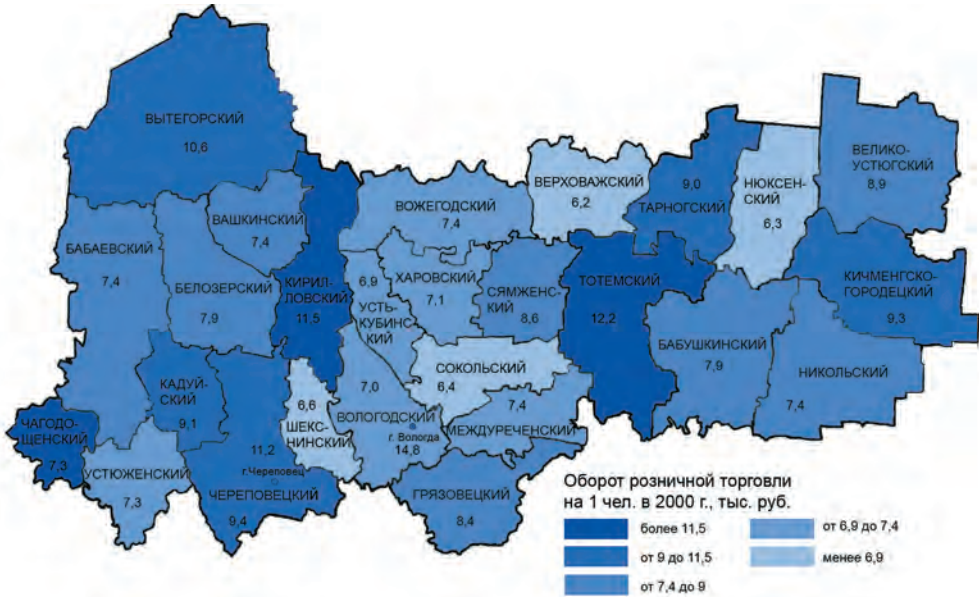 ВЫТЕГОРСКИЙ
10,6
ВАШКИНСКИЙ
7,4
БАБАЕВСКИЙ
7,4
БЕЛОЗЕРСКИЙ
7,9
КИРИЛ-
ЛОВСКИЙ
11,5
ВОЖЕГОДСКИЙ
7,4
ВЕРХОВАЖСКИЙ
6,2
9,0
ТАРНОГСКИЙ
НЮКСЕН-
СКИЙ
6,3
ВЕЛИКО-
УСТЮГСКИЙ
8,9
6,9
УСТЬ-
КУБИНС-
КИЙ
ХАРОВСКИЙ
7,1
СЯМЖЕН-
СКИЙ
8,6
ТОТЕМСКИЙ
12,2
КИЧМЕНГСКО-
ГОРОДЕЦКИЙ
9,3
БАБУШКИНСКИЙ
7,9
НИКОЛЬСКИЙ
7,4
СОКОЛЬСКИЙ
6,4
КАДУЙ-
СКИЙ
9,1
ЧАГОДО-
ЩЕНСКИЙ
7,3
УСТЮЖЕНСКИЙ
7,3
11,2
г.Череповец
ЧЕРЕПОВЕЦКИЙ
9,4
6,6
ШЕКС-
НИНСКИЙ
7,0
ВОЛОГОДСКИЙ
г. Вологда
14,8
7,4
МЕЖДУРЕЧЕНСКИЙ
ГРЯЗОВЕЦКИЙ
8,4
Оборот розничной торговли
на 1 чел. в 2000 г., тыс. руб.
более 11,5
от 9 до 11,5
от 7,4 до 9
от 6,9 до 7,4
менее 6,9